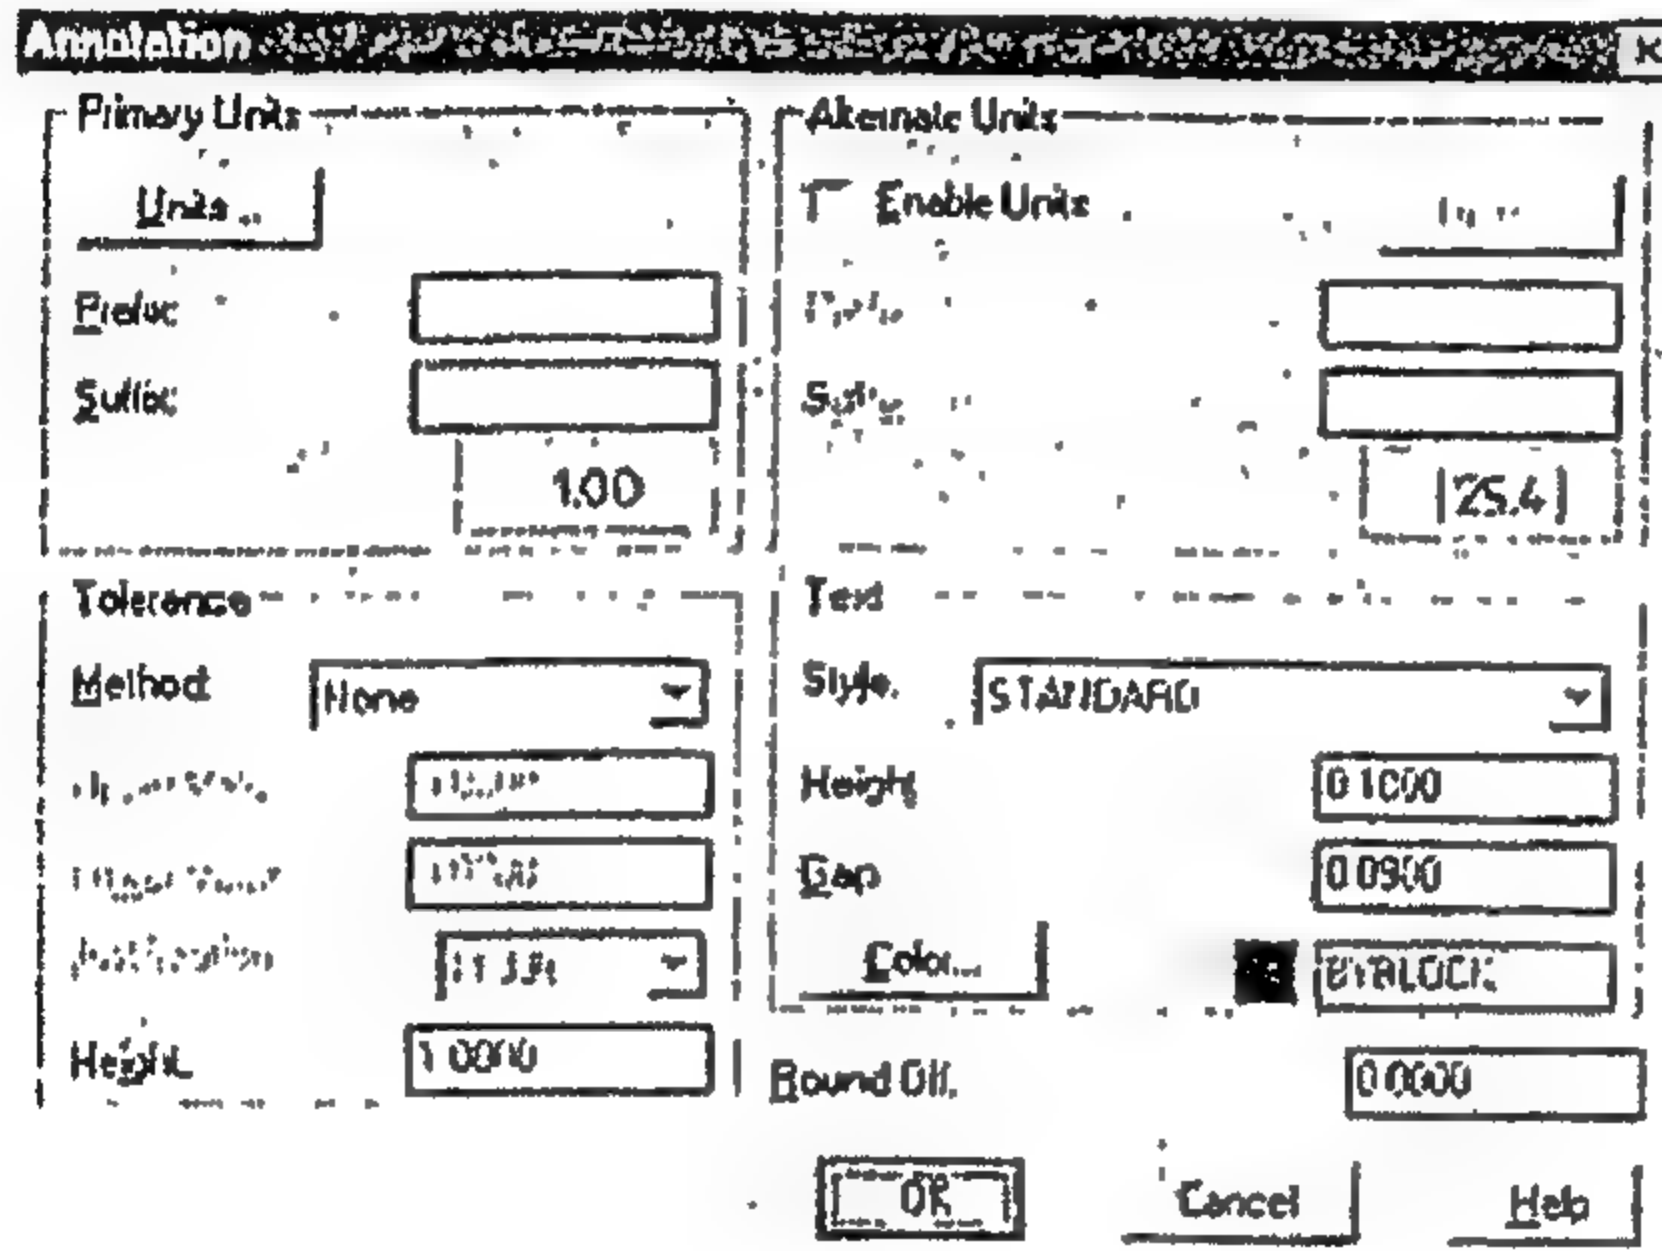 Annotation
Primary Units
Units...
Prefix:
Suffix:
1.00
Alternate Units
Enable Units
[25.4]
Tolerance
Method:
None
Height:
1.0000
Text
Style:
STANDARD
Height:
0.1000
Gap:
0.0900
Color...
BYBLOCK
Round Off:
0.0000
OK
Cancel
Help